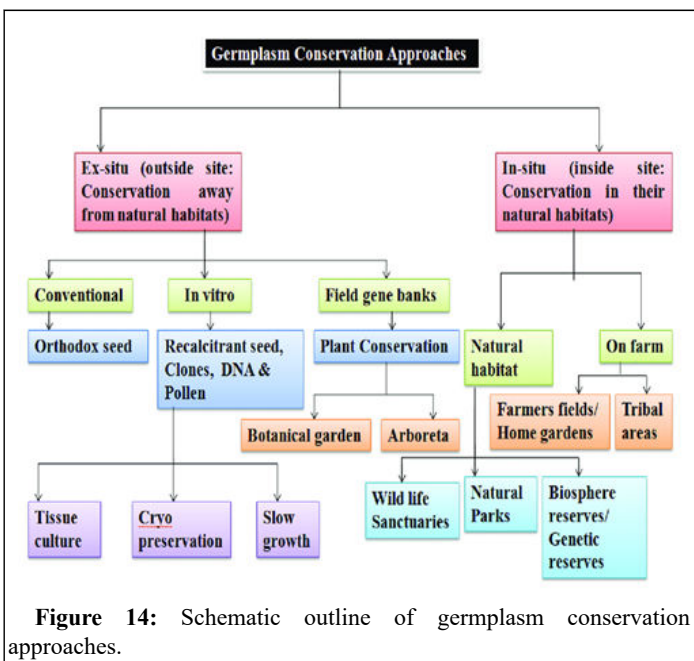 Germplasm Conservation Approaches
Ex-situ (outside site:
Conservation away
from natural habitats)
In-situ (inside site:
Conservation in their
natural habitats)
Conventional
In vitro
Field gene banks
Orthodox seed
Recalcitrant seed,
Clones, DNA &
Pollen
Plant Conservation
Natural
habitat
On farm
Botanical garden
Arboreta
Farmers fields/
Home gardens
Tribal
areas
Tissue
culture
Cryo
preservation
Slow
growth
Wild life
Sanctuaries
Natural
Parks
Biosphere
reserves/
Genetic
reserves
Figure 14: Schematic outline of germplasm conservation
approaches.